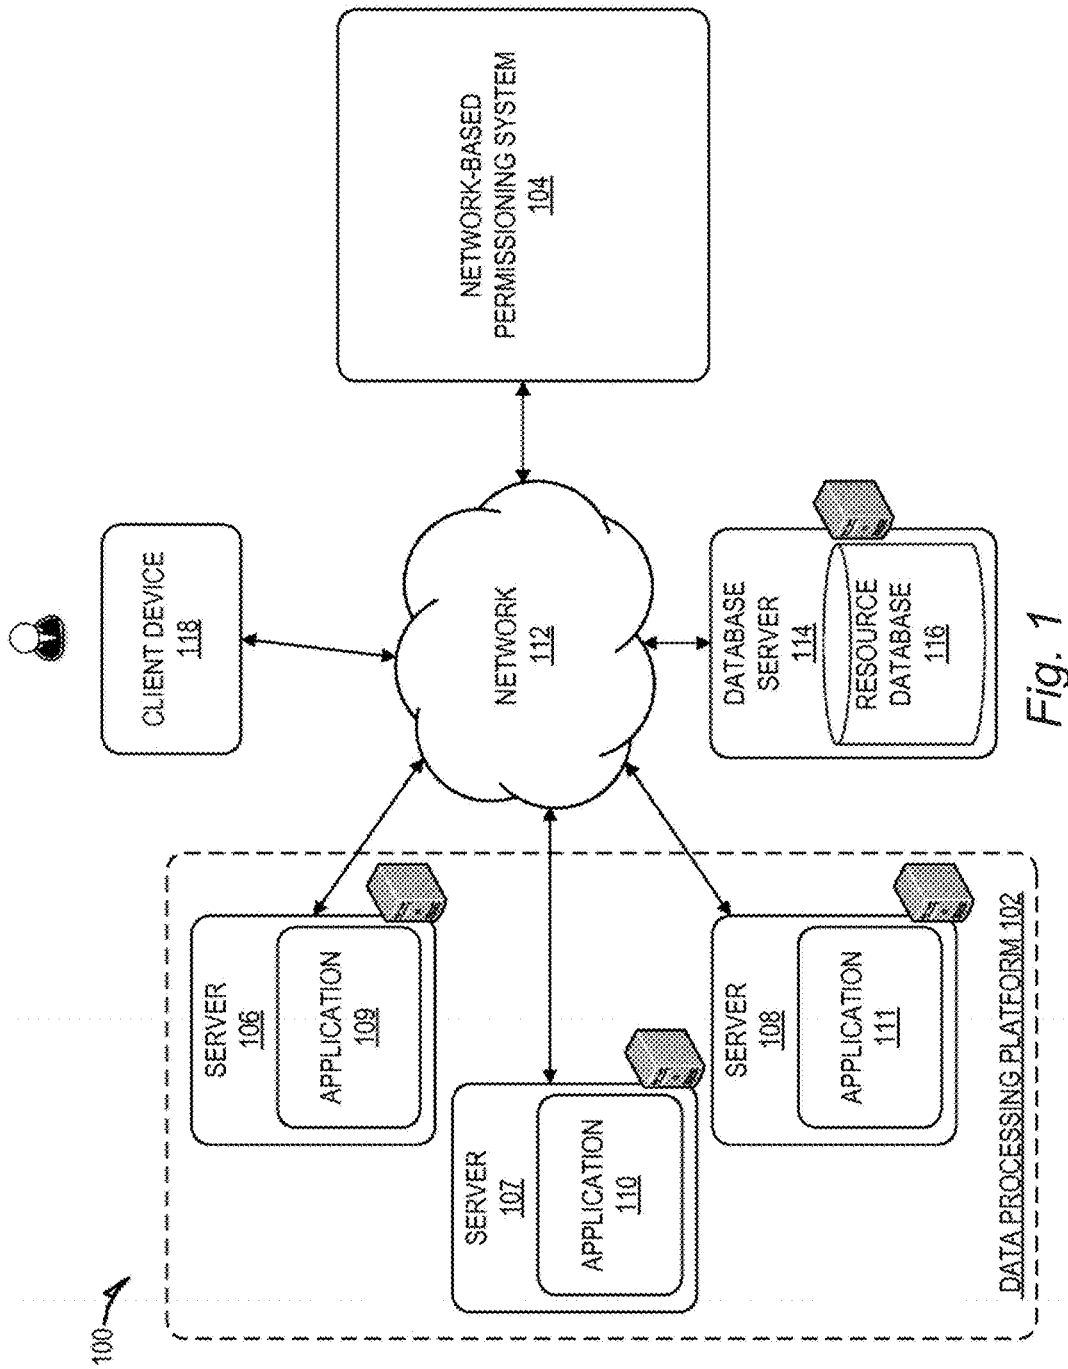 100
SERVER
106
APPLICATION
109
SERVER
107
APPLICATION
110
SERVER
108
APPLICATION
111
DATA PROCESSING PLATFORM 102
CLIENT DEVICE
118
NETWORK
112
DATABASE
SERVER
114
RESOURCE
DATABASE
116
NETWORK-BASED
PERMISSIONING SYSTEM
104
Fig. 1